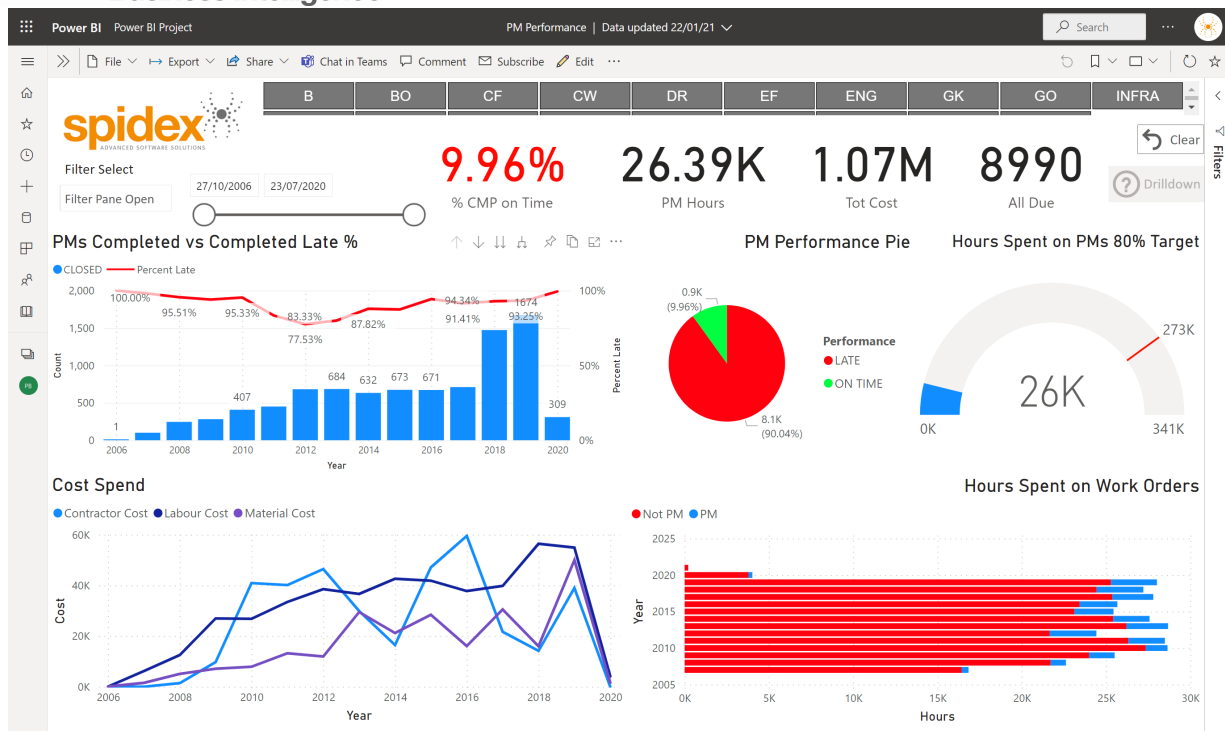 Power BI Power BI Project PM Performance | Data updated 22/01/21 Search
File Export Share Chat in Teams Comment Subscribe Edit ...
B BO CF CW DR EF ENG GK GO INFRA
spidex
ADVANCED SOFTWARE SOLUTIONS
Clear
Filters
Filter Select
Filter Pane Open
27/10/2006 23/07/2020
9.96% 26.39K 1.07M 8990
% CMP on Time PM Hours Tot Cost All Due
Drilldown
PMs Completed vs Completed Late %
CLOSED Percent Late
2,000 100%
1,500
1,000 50%
500
0 0%
Count
Percent Late
100.00% 95.51% 95.33% 83.33% 77.53% 87.82% 94.34% 91.41% 1674 93.25%
1 407 684 632 673 671 309
2006 2008 2010 2012 2014 2016 2018 2020
Year
PM Performance Pie
0.9K
(9.96%)
8.1K
(90.04%)
Performance
LATE
ON TIME
Hours Spent on PMs 80% Target
273K
26K
0K 341K
Cost Spend
Contractor Cost Labour Cost Material Cost
60K
40K
20K
0K
Cost
2006 2008 2010 2012 2014 2016 2018 2020
Year
Hours Spent on Work Orders
Not PM PM
2025
2020
2015
2010
2005
Year
0K 5K 10K 15K 20K 25K 30K
Hours
PB